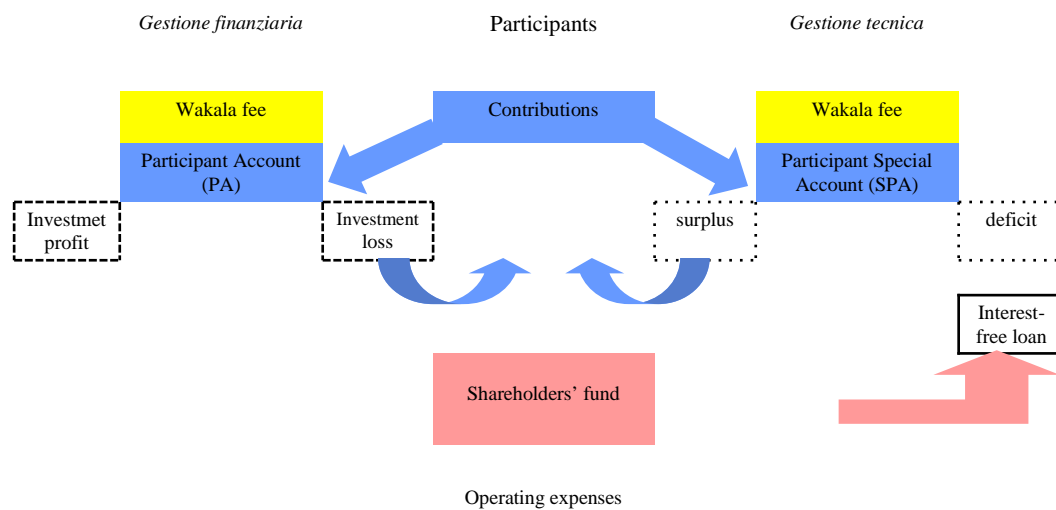 Gestione finanziaria
Participants
Gestione tecnica
Wakala fee
Contributions
Wakala fee
Participant Account
(PA)
Participant Special
Account (SPA)
Investmet
profit
Investment
loss
surplus
deficit
Interest-
free loan
Shareholders’ fund
Operating expenses